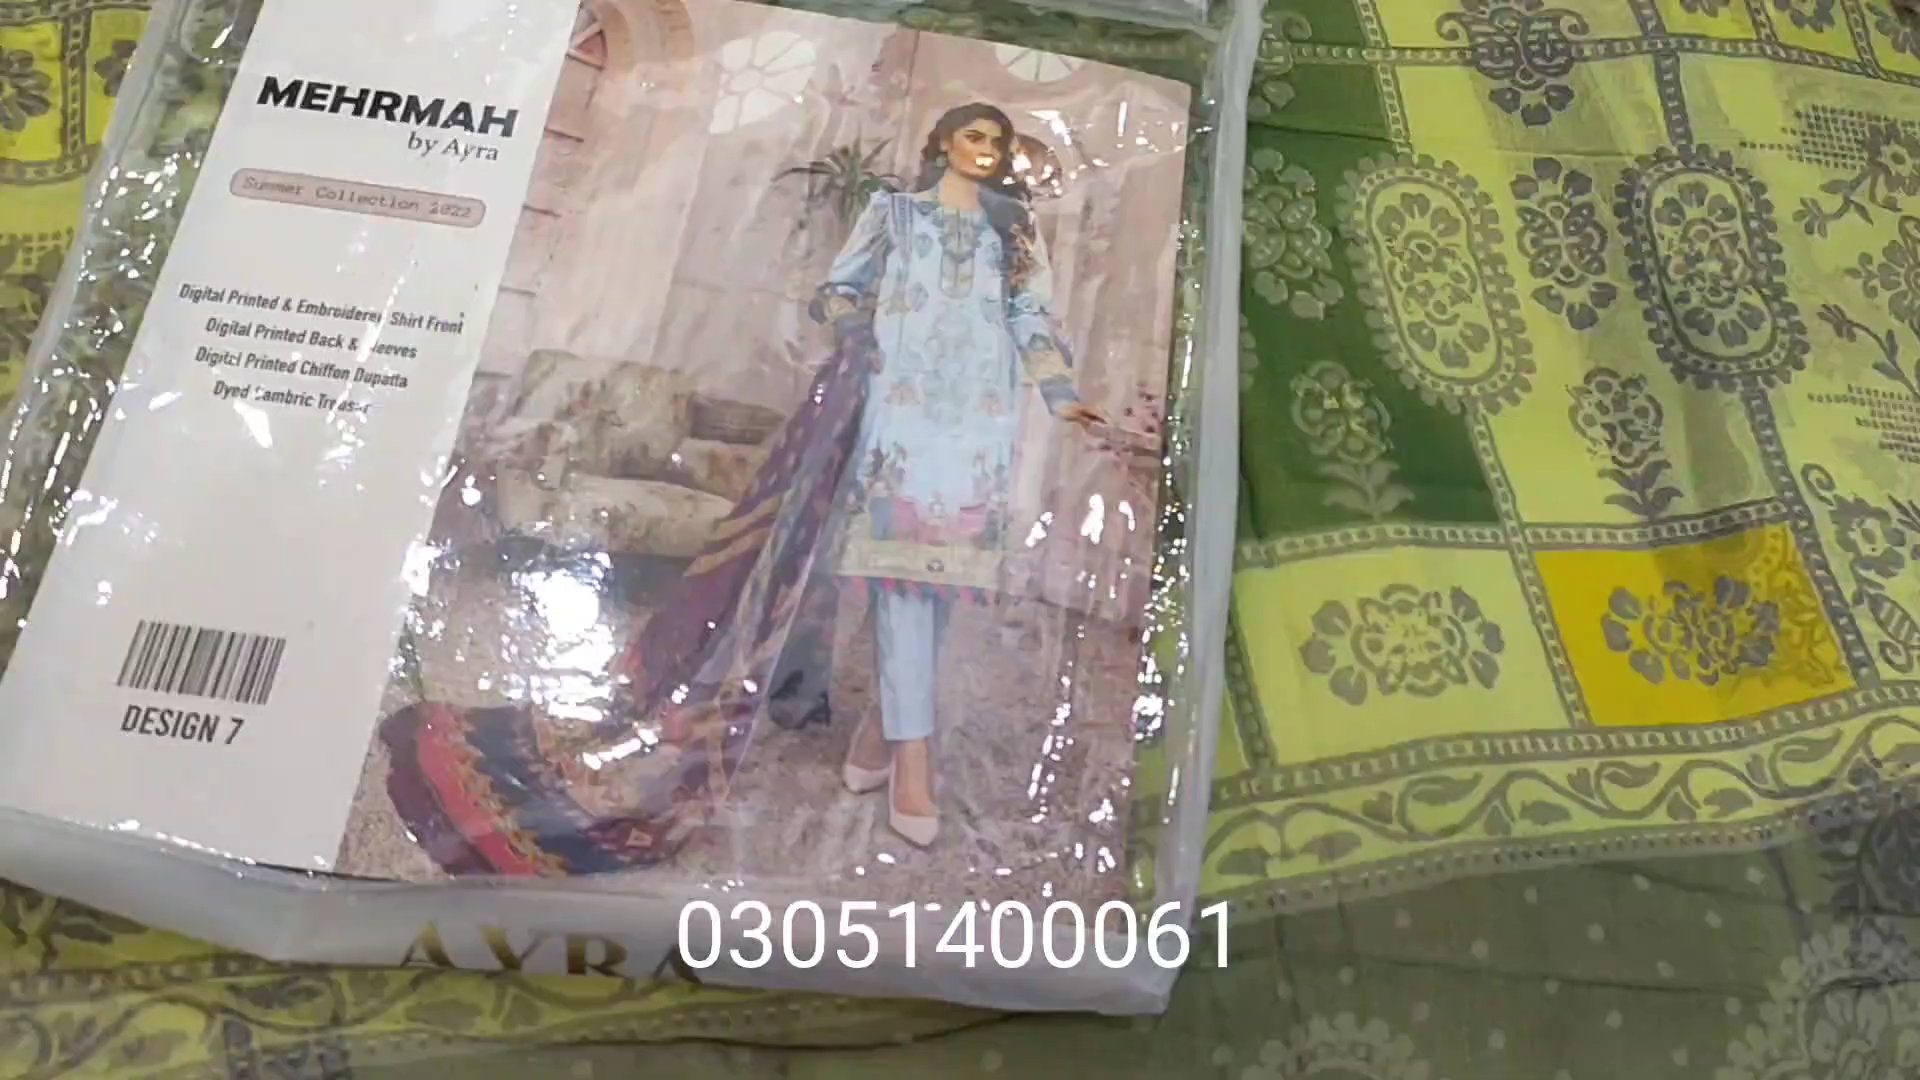 MEHRMAH
by Ayra
Summer Collection 2022
Digital Printed & Embroidered Shirt Front
Digital Printed Back & Sleeves
Digital Printed Chiffon Dupatta
Dyed Cambric
DESIGN 7
AYRA
03051400061